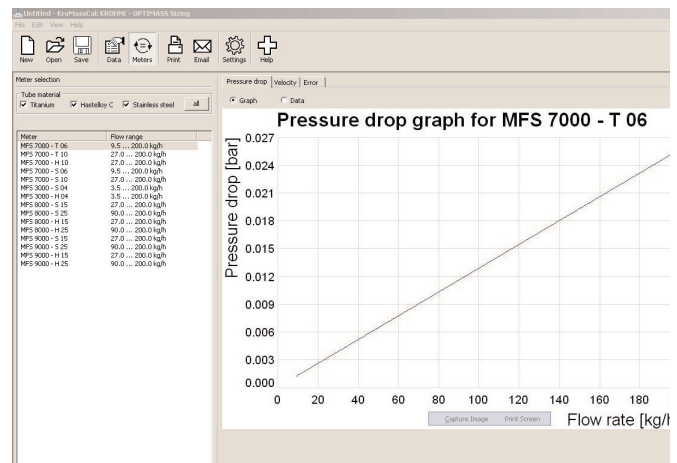 Untitled - KroMassCal: KROHNE - OPTIMASS Sizing
File Edit View Help
New Open Save Data Meters Print Email Settings Help
Meter selection
Tube material
Titanium Hastelloy C Stainless steel all
Meter Flow range
MFS 7000 - T 06 9.5 ... 200.0 kg/h
MFS 7000 - T 10 27.0 ... 200.0 kg/h
MFS 7000 - H 10 27.0 ... 200.0 kg/h
MFS 7000 - S 06 9.5 ... 200.0 kg/h
MFS 7000 - S 10 27.0 ... 200.0 kg/h
MFS 3000 - S 04 3.5 ... 200.0 kg/h
MFS 3000 - H 04 3.5 ... 200.0 kg/h
MFS 8000 - S 15 27.0 ... 200.0 kg/h
MFS 8000 - S 25 90.0 ... 200.0 kg/h
MFS 8000 - H 15 27.0 ... 200.0 kg/h
MFS 8000 - H 25 90.0 ... 200.0 kg/h
MFS 9000 - S 15 27.0 ... 200.0 kg/h
MFS 9000 - S 25 90.0 ... 200.0 kg/h
MFS 9000 - H 15 27.0 ... 200.0 kg/h
MFS 9000 - H 25 90.0 ... 200.0 kg/h
Pressure drop Velocity Error
Graph Data
Pressure drop graph for MFS 7000 - T 06
Pressure drop [bar]
0.027
0.024
0.021
0.018
0.015
0.012
0.009
0.006
0.003
0.000
0 20 40 60 80 100 120 140 160 180
Capture Image Print Screen
Flow rate [kg/h